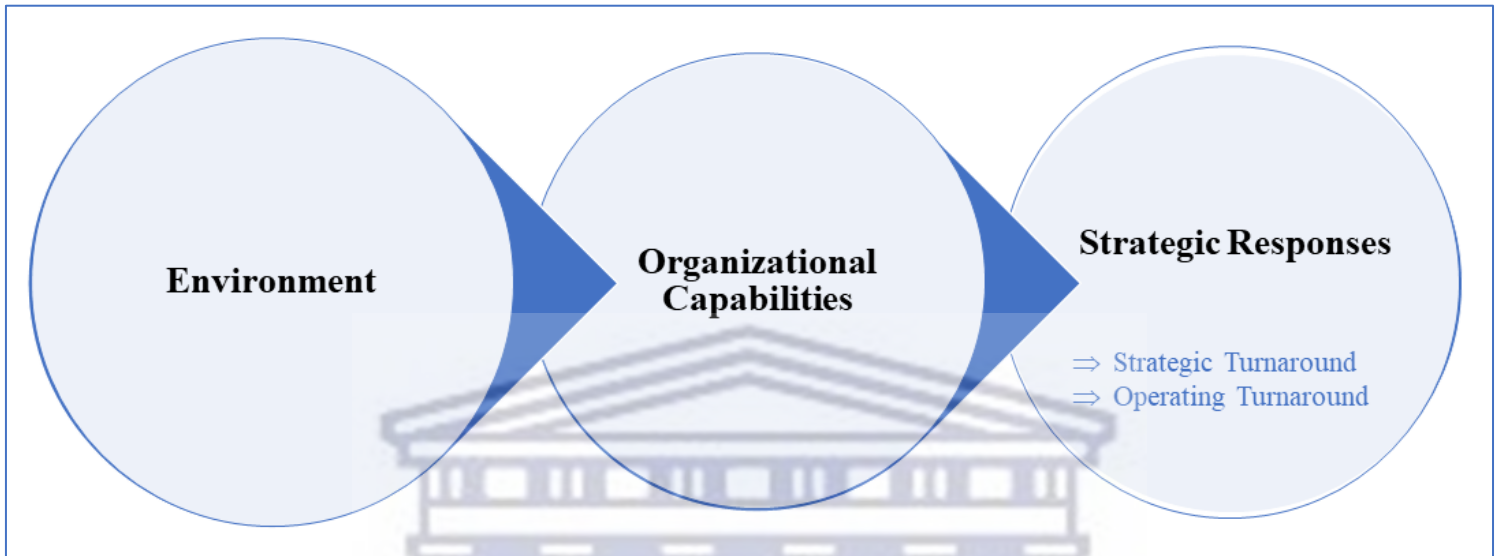 Environment
Organizational
Capabilities
Strategic Responses
⇒ Strategic Turnaround
⇒ Operating Turnaround